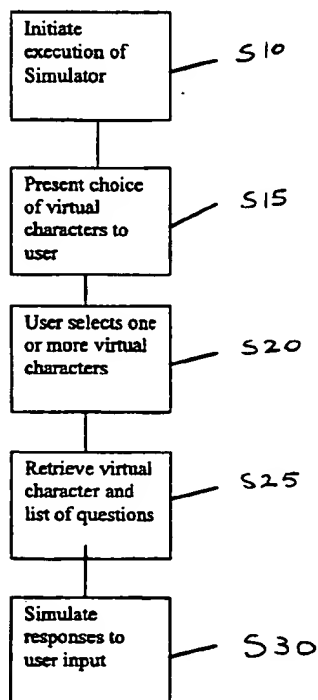 Initiate
execution of
Simulator
S10
Present choice
of virtual
characters to
user
S15
User selects one
or more virtual
characters
S20
Retrieve virtual
character and
list of questions
S25
Simulate
responses to
user input
S30